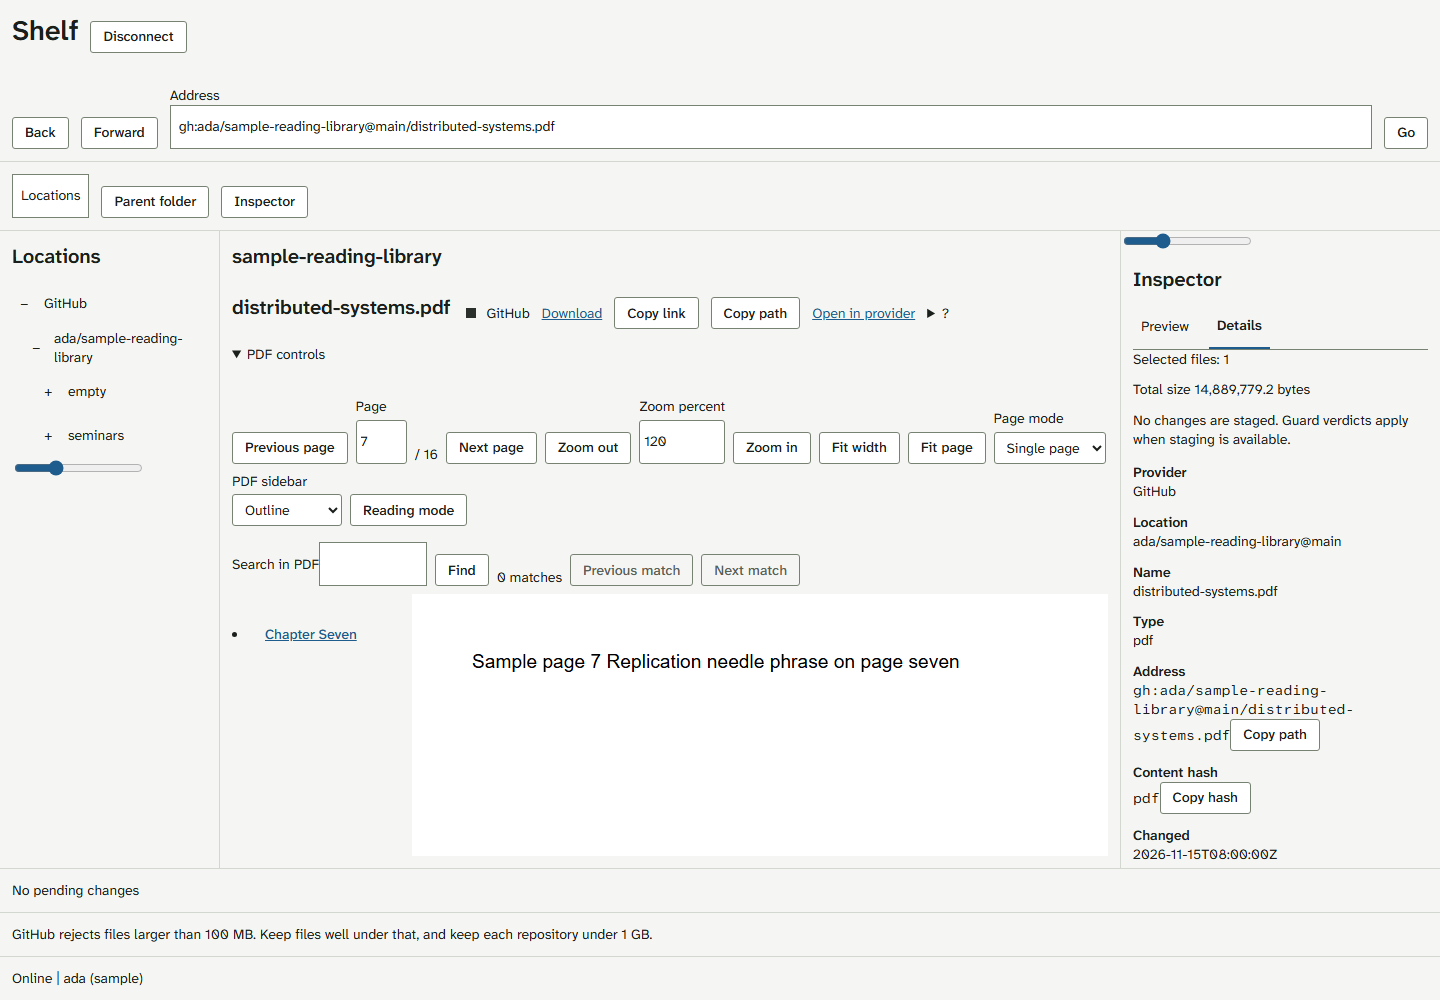 Shelf
Disconnect
Address
Back
Forward
gh:ada/sample-reading-library@main/distributed-systems.pdf
Go
Locations
Parent folder
Inspector
Locations
– GitHub
– ada/sample-reading-
library
+ empty
+ seminars
sample-reading-library
distributed-systems.pdf
GitHub
Download
Copy link
Copy path
Open in provider
?
PDF controls
Previous page
Page
7
/ 16
Next page
Zoom out
Zoom percent
120
Zoom in
Fit width
Fit page
Page mode
Single page
PDF sidebar
Outline
Reading mode
Search in PDF
Find
0 matches
Previous match
Next match
• Chapter Seven
Sample page 7 Replication needle phrase on page seven
Inspector
Preview
Details
Selected files: 1
Total size 14,889,779.2 bytes
No changes are staged. Guard verdicts apply
when staging is available.
Provider
GitHub
Location
ada/sample-reading-library@main
Name
distributed-systems.pdf
Type
pdf
Address
gh:ada/sample-reading-
library@main/distributed-
systems.pdf
Copy path
Content hash
pdf
Copy hash
Changed
2026-11-15T08:00:00Z
No pending changes
GitHub rejects files larger than 100 MB. Keep files well under that, and keep each repository under 1 GB.
Online | ada (sample)